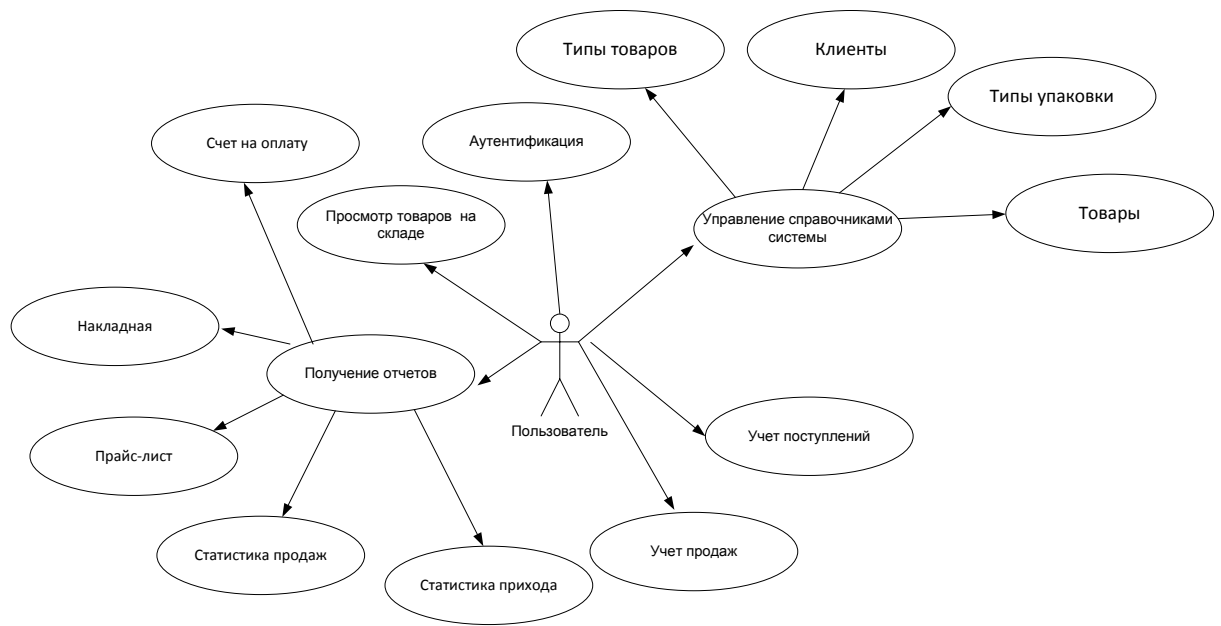 Типы товаров
Клиенты
Типы упаковки
Счет на оплату
Аутентификация
Просмотр товаров на
складе
Управление справочниками
системы
Товары
Накладная
Получение отчетов
Пользователь
Учет поступлений
Прайс-лист
Статистика продаж
Статистика прихода
Учет продаж